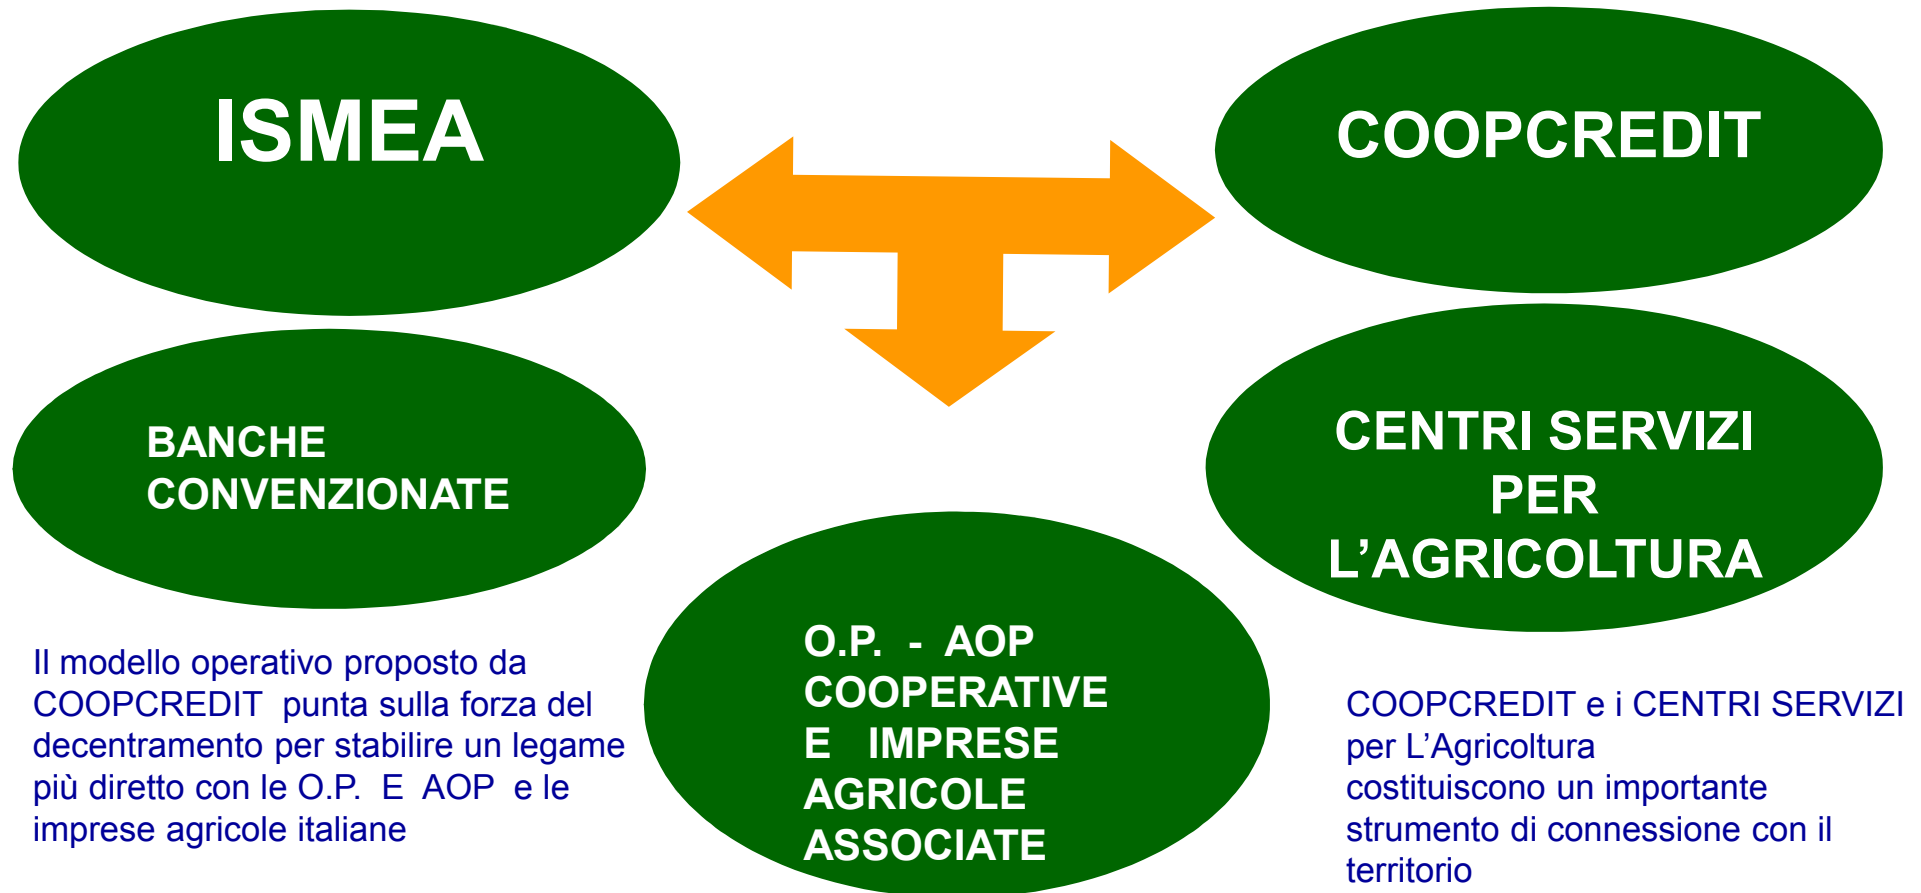 ISMEA
COOPCREDIT
BANCHE
CONVENZIONATE
CENTRI SERVIZI
PER
L’AGRICOLTURA
O.P. - AOP
COOPERATIVE
E IMPRESE
AGRICOLE
ASSOCIATE
Il modello operativo proposto da
COOPCREDIT punta sulla forza del
decentramento per stabilire un legame
più diretto con le O.P. E AOP e le
imprese agricole italiane
COOPCREDIT e i CENTRI SERVIZI
per L’Agricoltura
costituiscono un importante
strumento di connessione con il
territorio